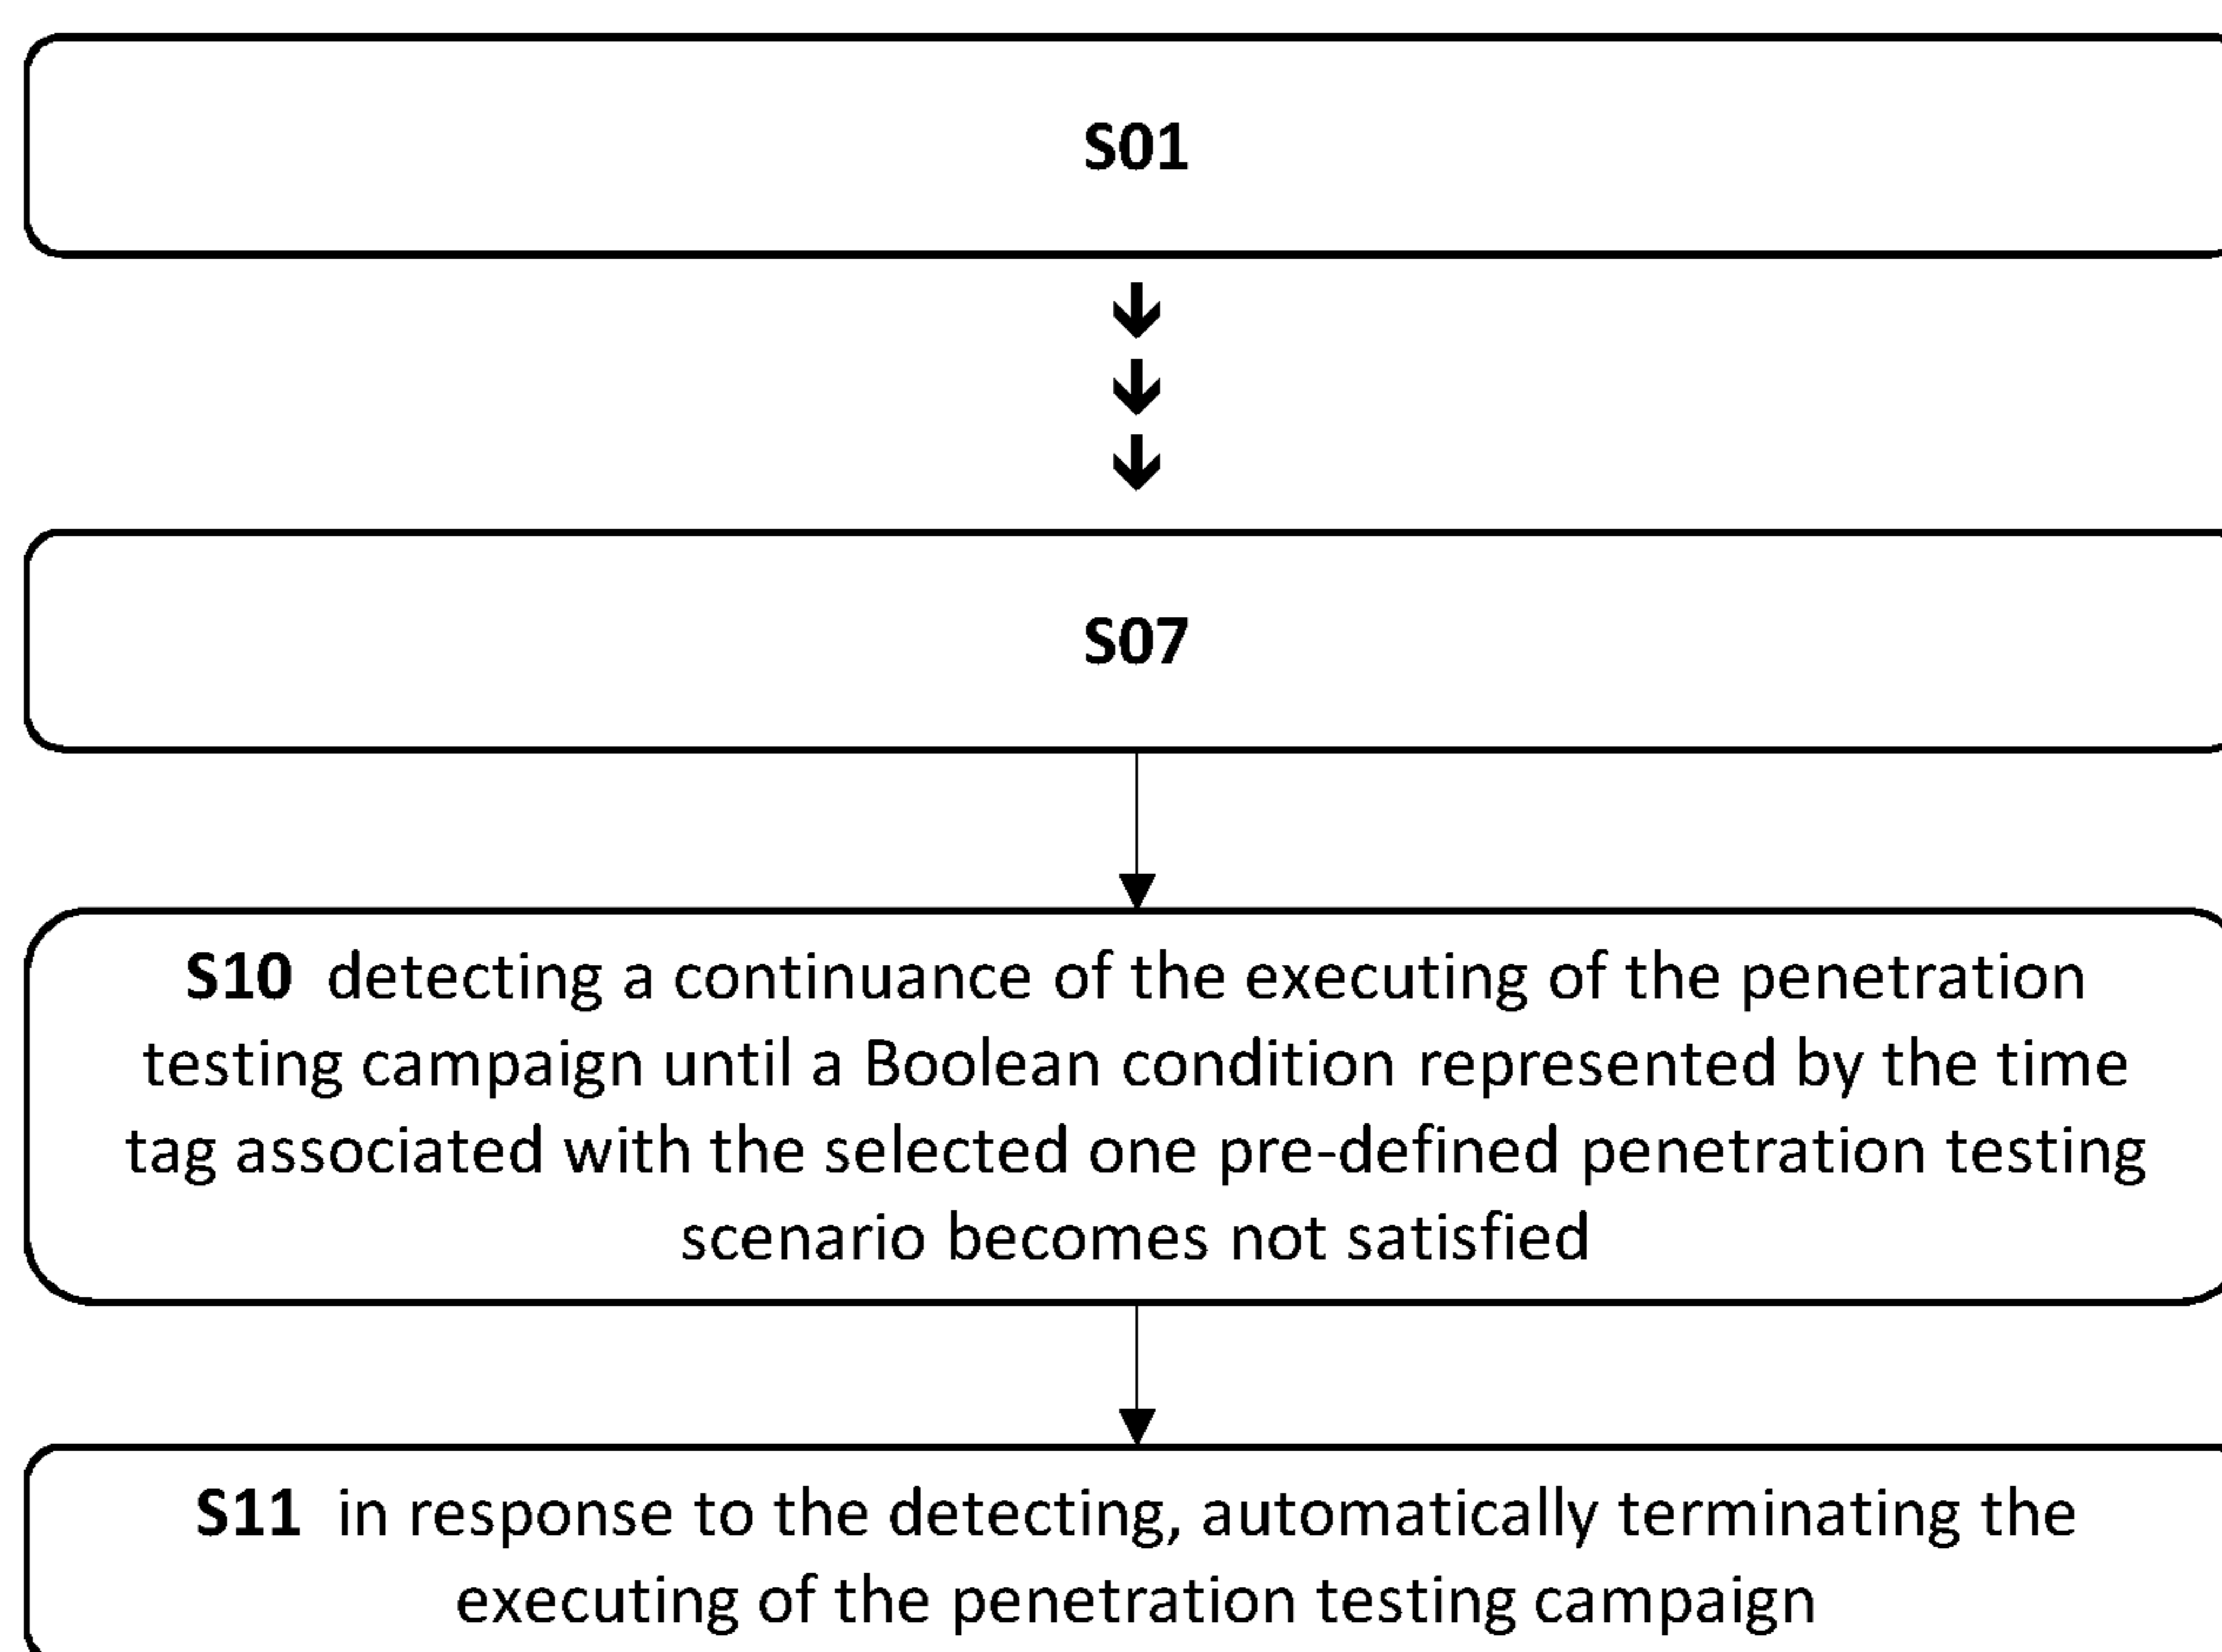 S01
↓
↓
↓
S07
S10 detecting a continuance of the executing of the penetration
testing campaign until a Boolean condition represented by the time
tag associated with the selected one pre-defined penetration testing
scenario becomes not satisfied
S11 in response to the detecting, automatically terminating the
executing of the penetration testing campaign